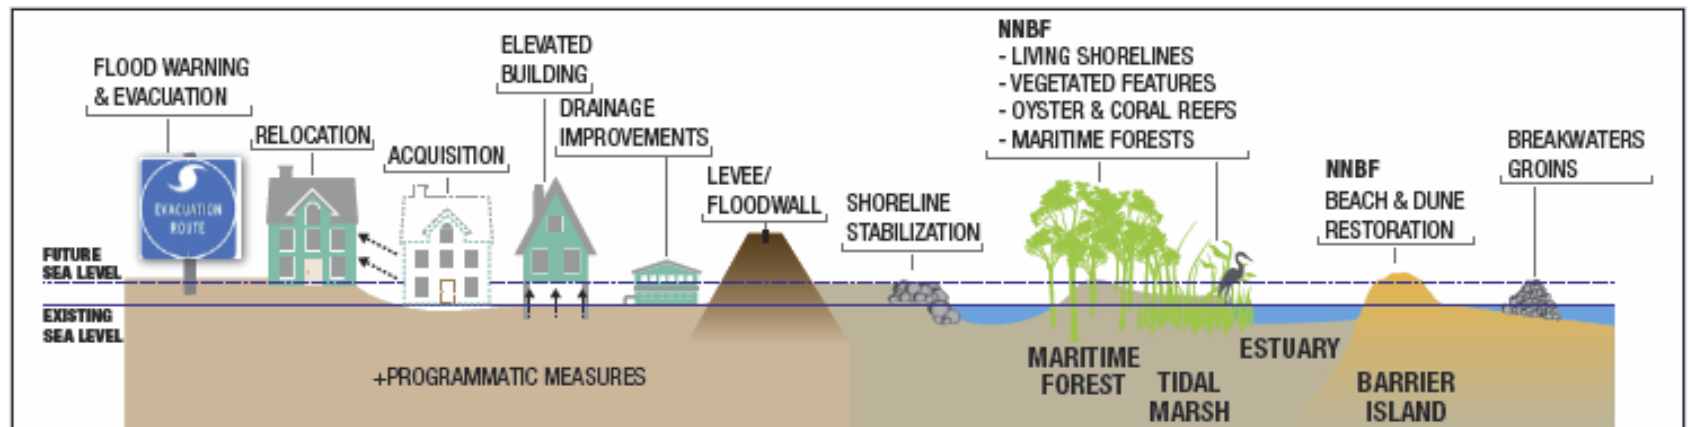 FLOOD WARNING
& EVACUATION
EVACUATION
ROUTE
RELOCATION
ACQUISITION
ELEVATED
BUILDING
DRAINAGE
IMPROVEMENTS
LEVEE/
FLOODWALL
SHORELINE
STABILIZATION
NNBF
- LIVING SHORELINES
- VEGETATED FEATURES
- OYSTER & CORAL REEFS
- MARITIME FORESTS
NNBF
BEACH & DUNE
RESTORATION
BREAKWATERS
GROINS
FUTURE
SEA LEVEL
EXISTING
SEA LEVEL
+PROGRAMMATIC MEASURES
MARITIME
FOREST
TIDAL
MARSH
ESTUARY
BARRIER
ISLAND